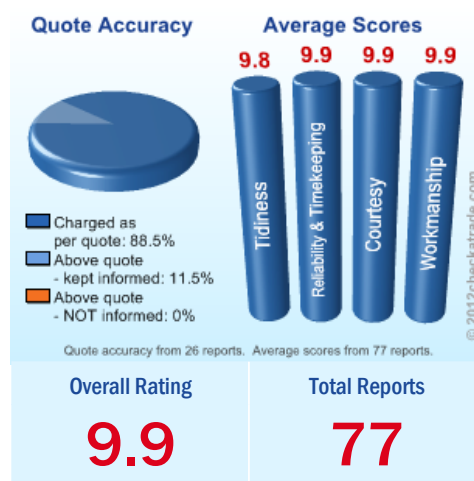 Quote Accuracy
Average Scores
9.8
9.9
9.9
9.9
Tidiness
Reliability & Timekeeping
Courtesy
Workmanship
Charged as
per quote: 88.5%
Above quote
- kept informed: 11.5%
Above quote
- NOT informed: 0%
© 2012checkatrade.com
Quote accuracy from 26 reports. Average scores from 77 reports.
Overall Rating
9.9
Total Reports
77